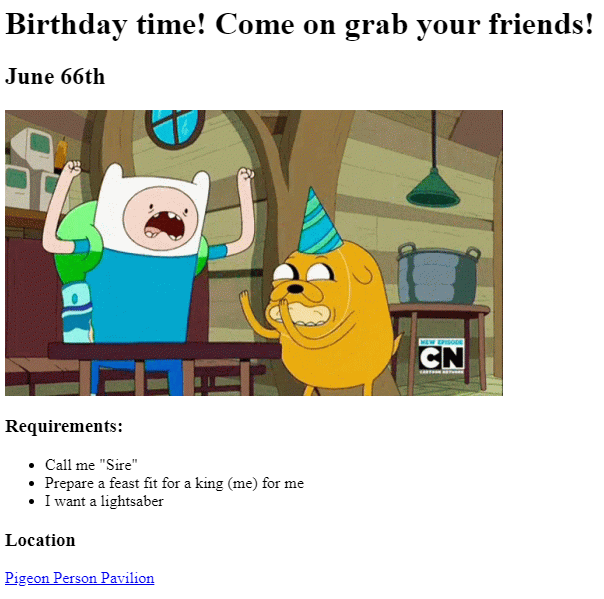 Birthday time! Come on grab your friends!
June 66th
NEW EPISODE
CN
CARTOON NETWORK
Requirements:
Call me "Sire"
Prepare a feast fit for a king (me) for me
I want a lightsaber
Location
Pigeon Person Pavilion